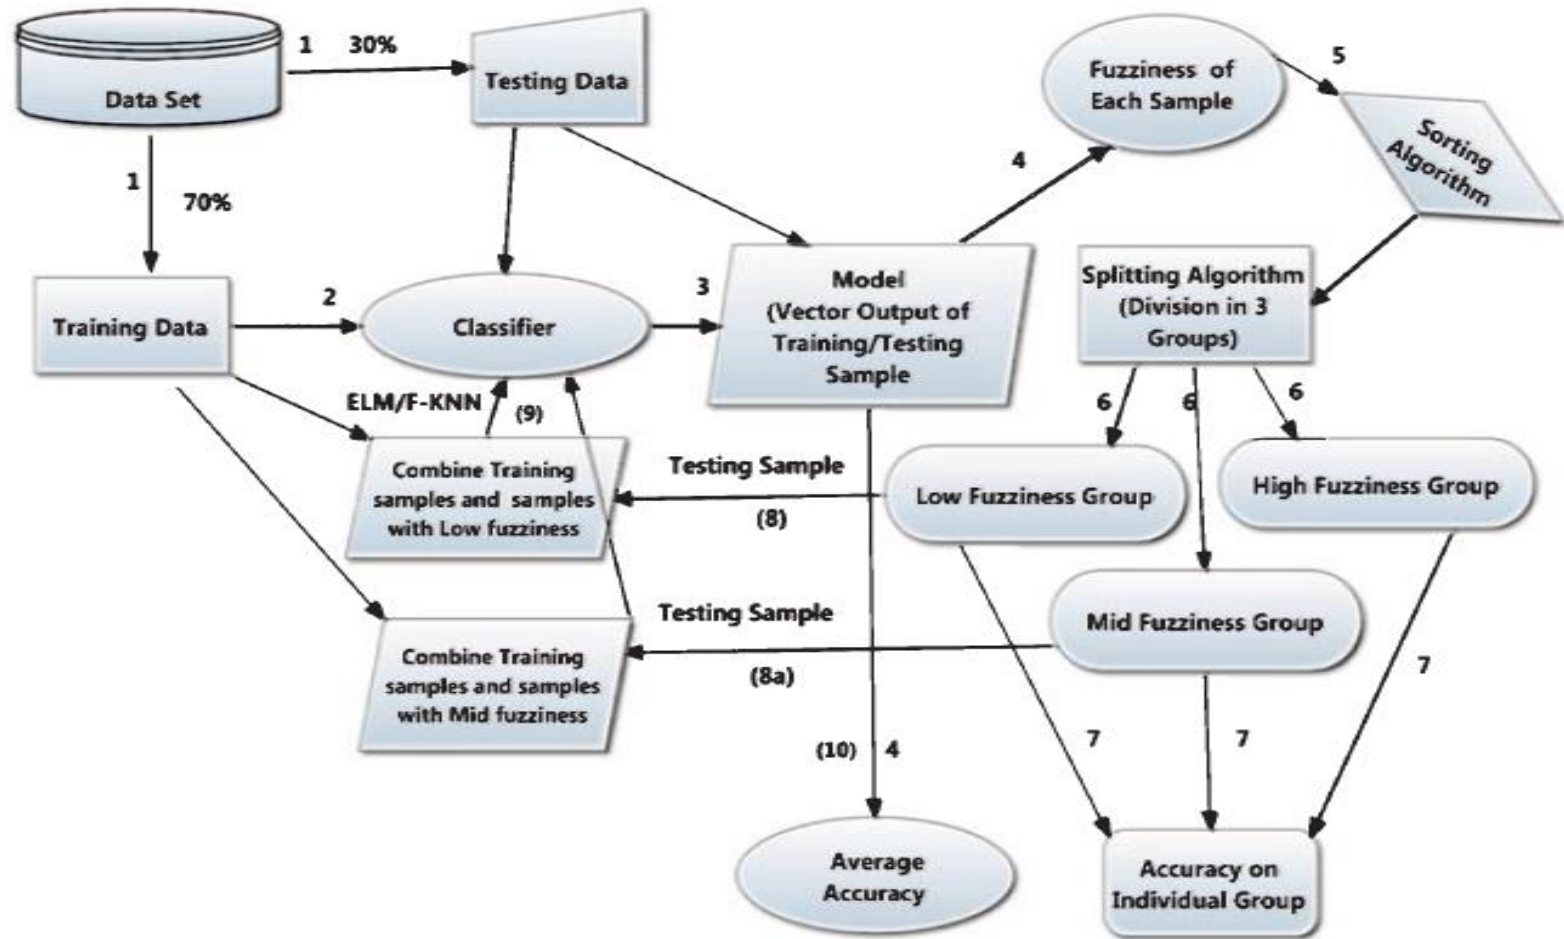 Data Set
1 30%
Testing Data
1
70%
Training Data
2
Classifier
3
ELM/F-KNN
(9)
Model
(Vector Output of
Training/Testing
Sample
4
Fuzziness of
Each Sample
5
Sorting
Algorithm
Splitting Algorithm
(Division in 3
Groups)
6
6
6
Low Fuzziness Group
High Fuzziness Group
Mid Fuzziness Group
Testing Sample
(8)
Combine Training
samples and samples
with Low fuzziness
Testing Sample
(8a)
Combine Training
samples and samples
with Mid fuzziness
(10) 4
7
7
7
Average
Accuracy
Accuracy on
Individual Group